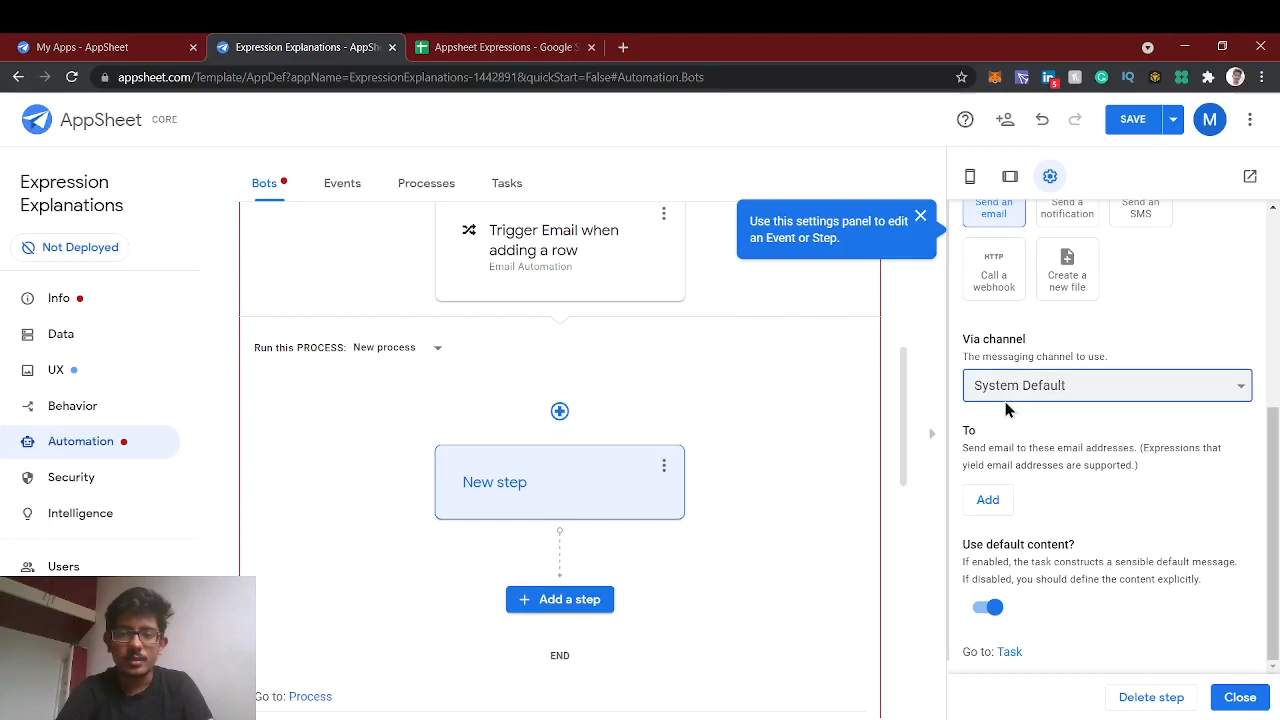 My Apps - AppSheet
Expression Explanations - AppSh
Appsheet Expressions - Google S
appsheet.com/Template/AppDef?appName=ExpressionExplanations-1442891&quickStart=False#Automation.Bots
5
AppSheet CORE
SAVE
M
Expression
Explanations
Not Deployed
Info
Data
UX
Behavior
Automation
Security
Intelligence
Users
Bots
Events
Processes
Tasks
Trigger Email when
adding a row
Email Automation
Use this settings panel to edit
an Event or Step.
Run this PROCESS: New process
New step
+ Add a step
END
Go to: Process
Send an
email
Send a
notification
Send an
SMS
HTTP
Call a
webhook
Create a
new file
Via channel
The messaging channel to use.
System Default
To
Send email to these email addresses. (Expressions that
yield email addresses are supported.)
Add
Use default content?
If enabled, the task constructs a sensible default message.
If disabled, you should define the content explicitly.
Go to: Task
Delete step
Close